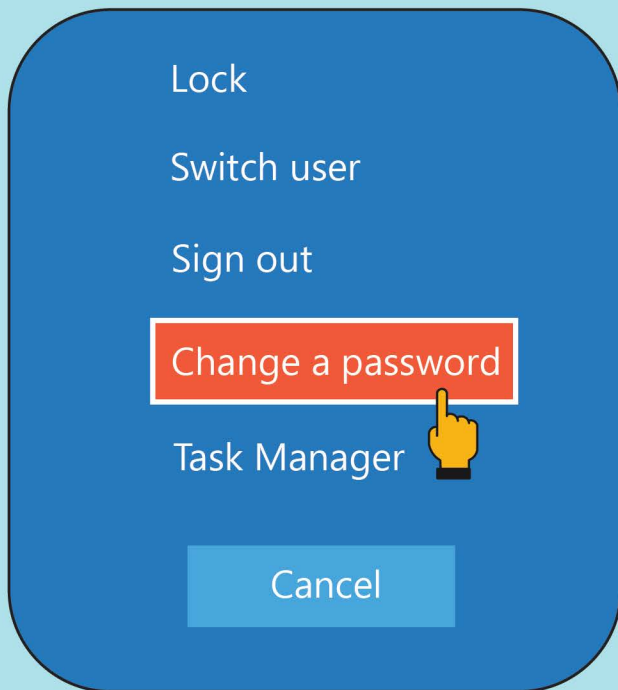 Lock
Switch user
Sign out
Change a password
Task Manager
Cancel